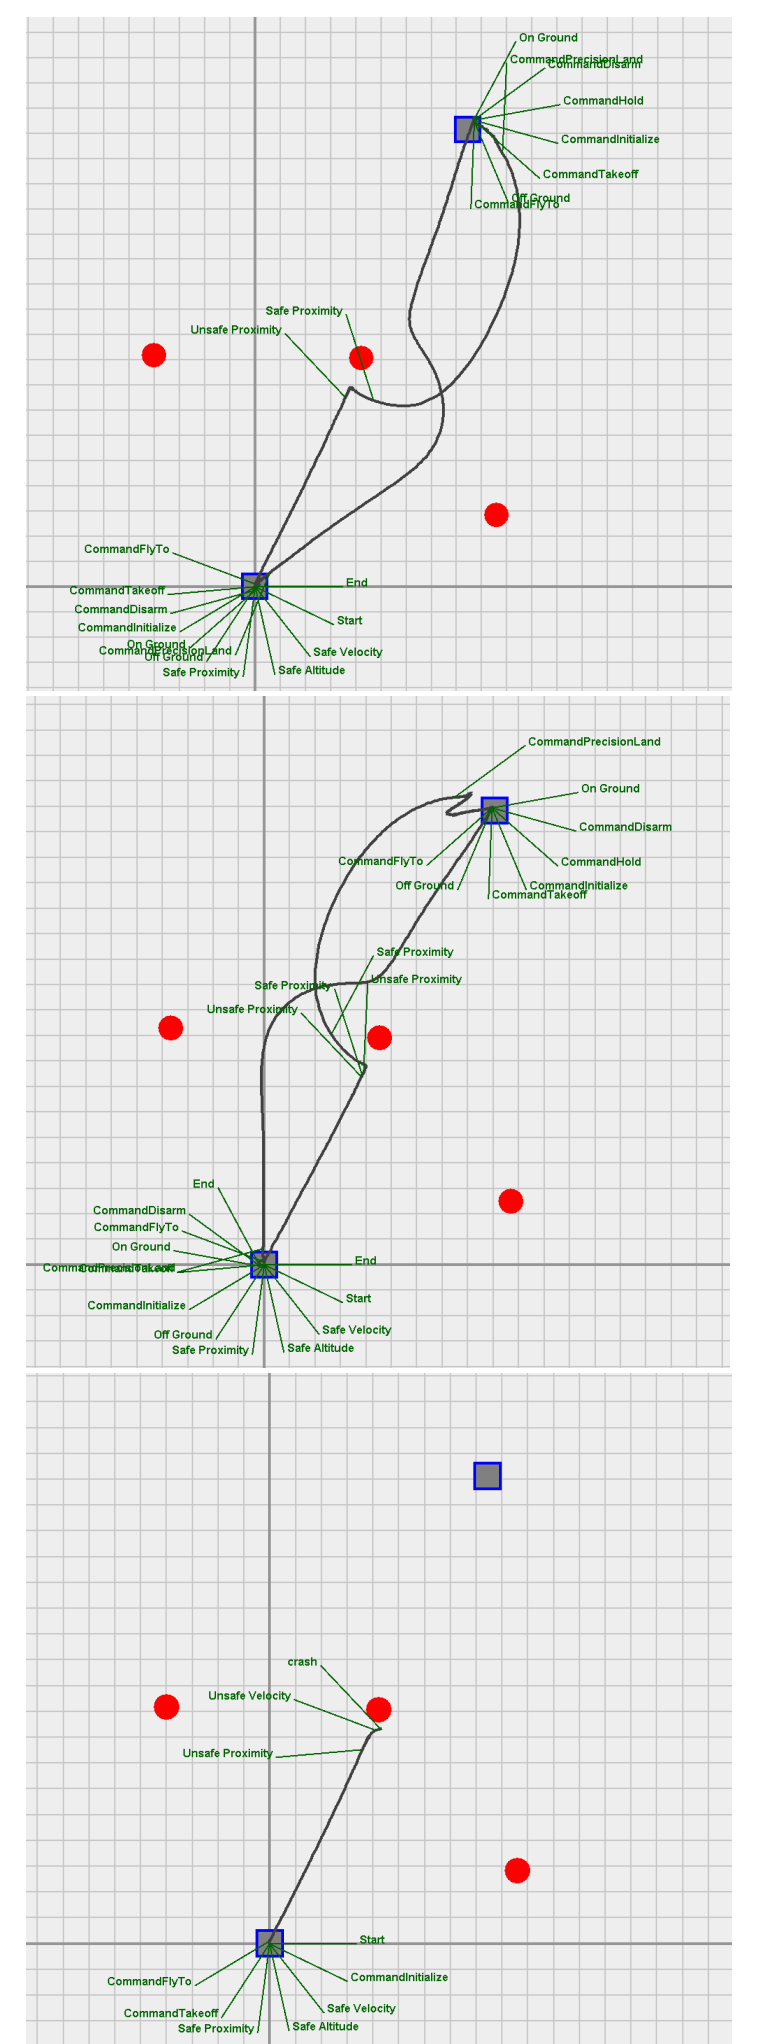 On Ground
CommandPrecisionLand
CommandDisarm
CommandHold
CommandInitialize
CommandTakeoff
Off Ground
CommandFlyTo
Safe Proximity
Unsafe Proximity
CommandFlyTo
End
CommandTakeoff
CommandDisarm
Start
CommandInitialize
On Ground
CommandPrecisionLand
Safe Velocity
Off Ground
Safe Proximity
Safe Altitude
CommandPrecisionLand
On Ground
CommandDisarm
CommandFlyTo
CommandHold
Off Ground
CommandInitialize
CommandTakeoff
Safe Proximity
Unsafe Proximity
Safe Proximity
Unsafe Proximity
End
CommandDisarm
CommandFlyTo
On Ground
End
CommandPrecisionLand
CommandTakeoff
Start
CommandInitialize
Safe Velocity
Off Ground
Safe Proximity
Safe Altitude
crash
Unsafe Velocity
Unsafe Proximity
Start
CommandInitialize
CommandFlyTo
Safe Velocity
CommandTakeoff
Safe Proximity
Safe Altitude